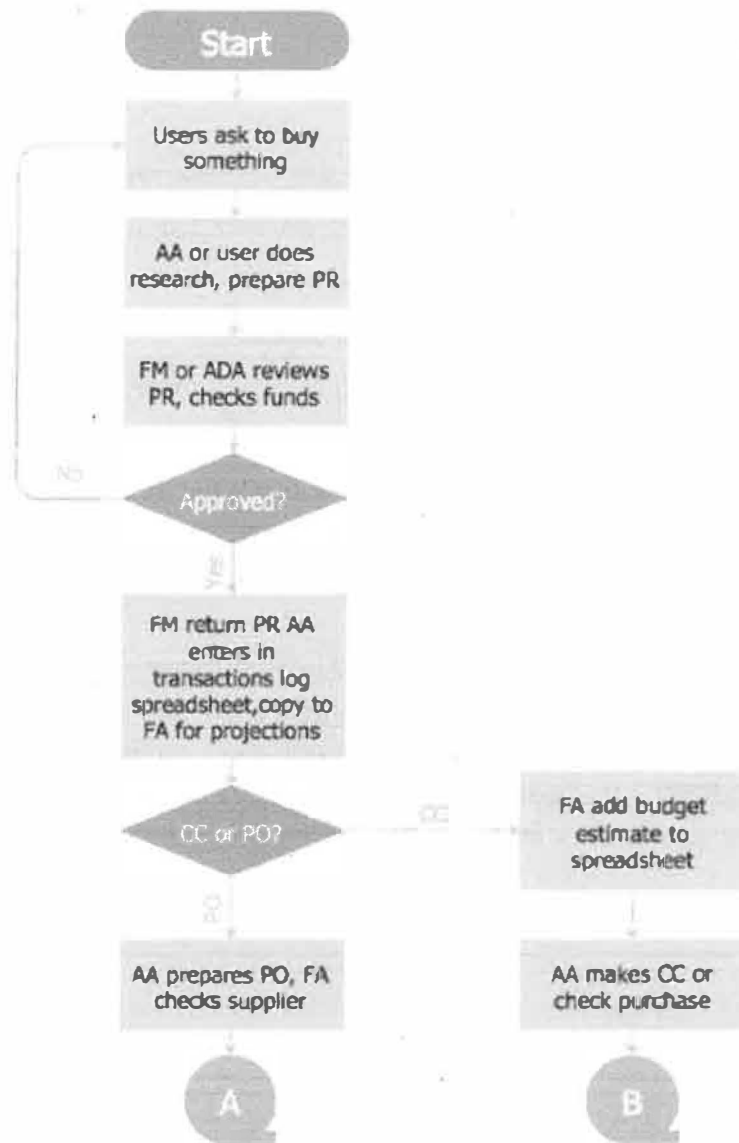 Start
Users ask to buy
something
AA or user does
research, prepare PR
FM or ADA reviews
PR, checks funds
No
Approved?
Yes
FM return PR AA
enters in
transactions log
spreadsheet,copy to
FA for projections
CC or PO?
CC
FA add budget
estimate to
spreadsheet
PO
AA prepares PO, FA
checks supplier
AA makes CC or
check purchase
A
B